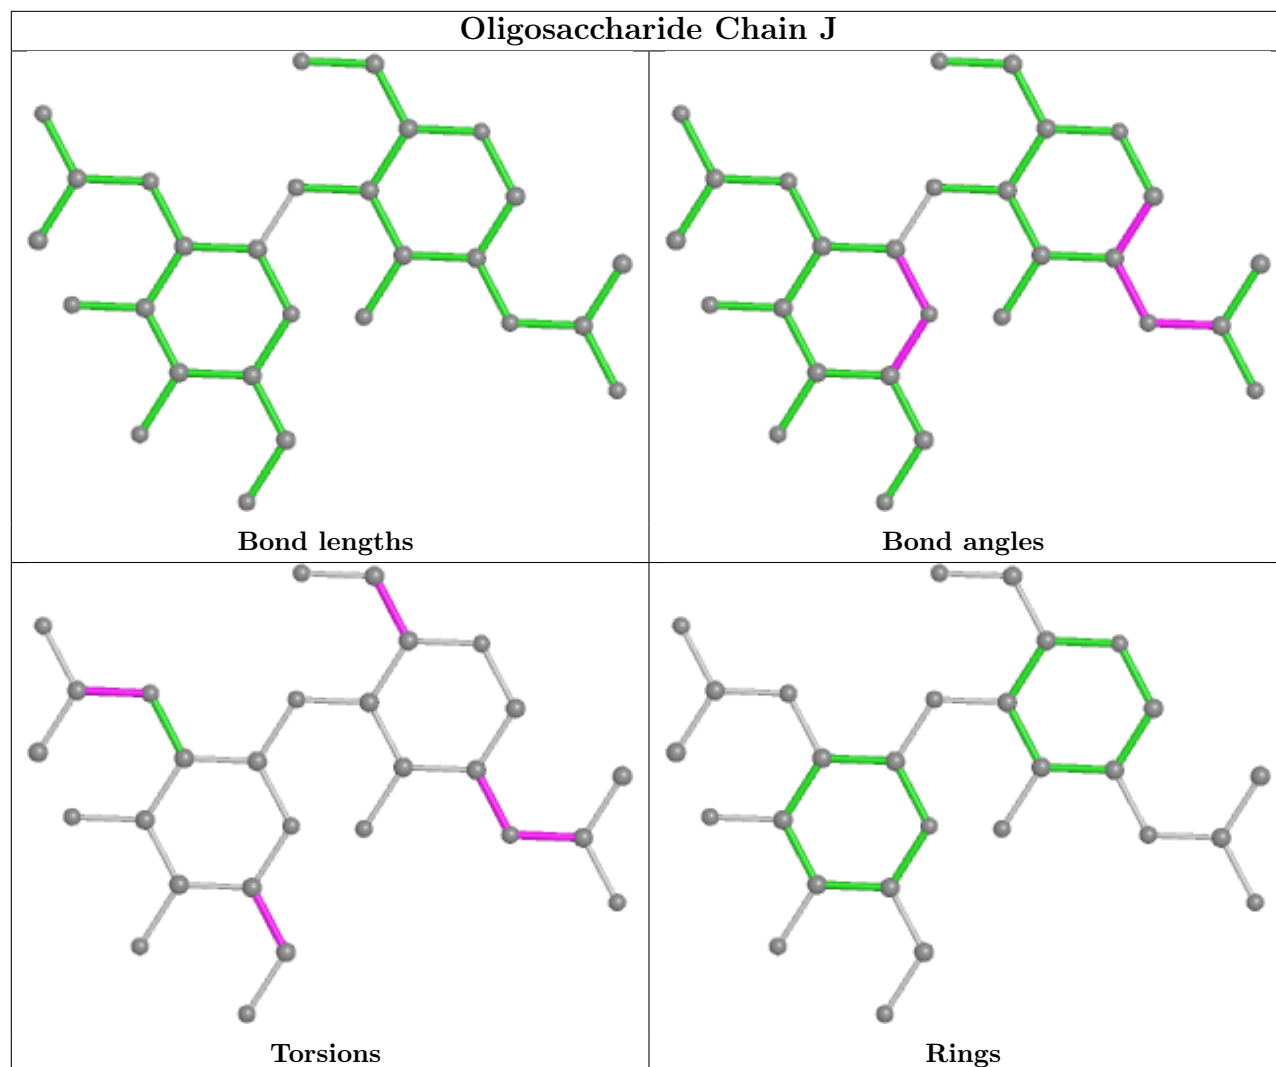 Oligosaccharide Chain J
Bond lengths
Bond angles
Torsions
Rings